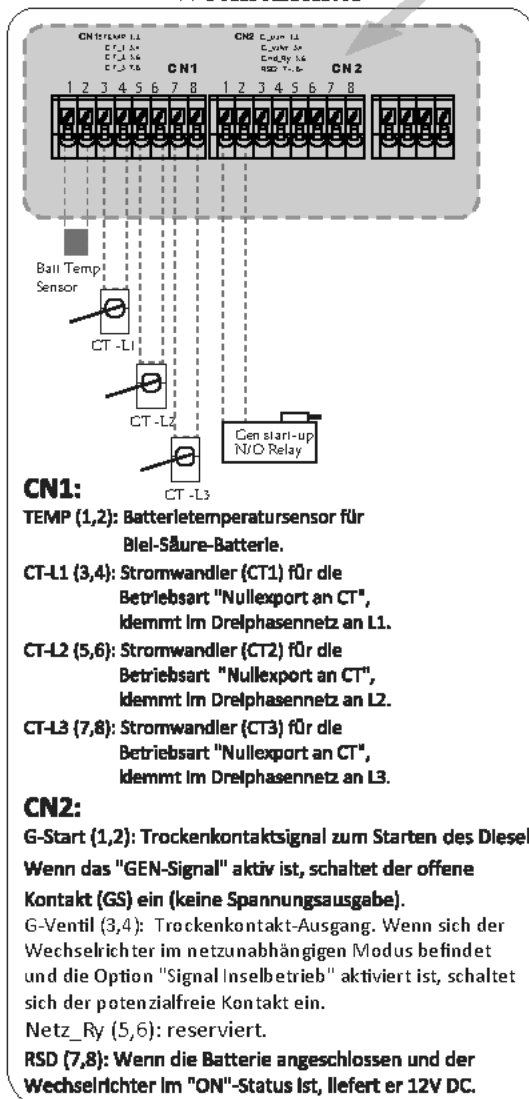 CN1 TEMP 1,2
CN2
CN1
CN2
1 2 3 4 5 6 7 8
1 2 3 4 5 6 7 8
Batt Temp
Sensor
CT -L1
CT -L2
CT -L3
Gen start-up
N/O Relay
CN1:
TEMP (1,2): Batterietemperatursensor für
Blei-Säure-Batterie.
CT-L1 (3,4): Stromwandler (CT1) für die
Betriebsart "Nullexport an CT",
klemmt im Dreiphasennetz an L1.
CT-L2 (5,6): Stromwandler (CT2) für die
Betriebsart "Nullexport an CT",
klemmt im Dreiphasennetz an L2.
CT-L3 (7,8): Stromwandler (CT3) für die
Betriebsart "Nullexport an CT",
klemmt im Dreiphasennetz an L3.
CN2:
G-Start (1,2): Trockenkontaktsignal zum Starten des Diesel
Wenn das "GEN-Signal" aktiv ist, schaltet der offene
Kontakt (GS) ein (keine Spannungsausgabe).
G-Ventil (3,4): Trockenkontakt-Ausgang. Wenn sich der
Wechselrichter im netzunabhängigen Modus befindet
und die Option "Signal Inselbetrieb" aktiviert ist, schaltet
sich der potenzialfreie Kontakt ein.
Netz_Ry (5,6): reserviert.
RSD (7,8): Wenn die Batterie angeschlossen und der
Wechselrichter im "ON"-Status ist, liefert er 12V DC.